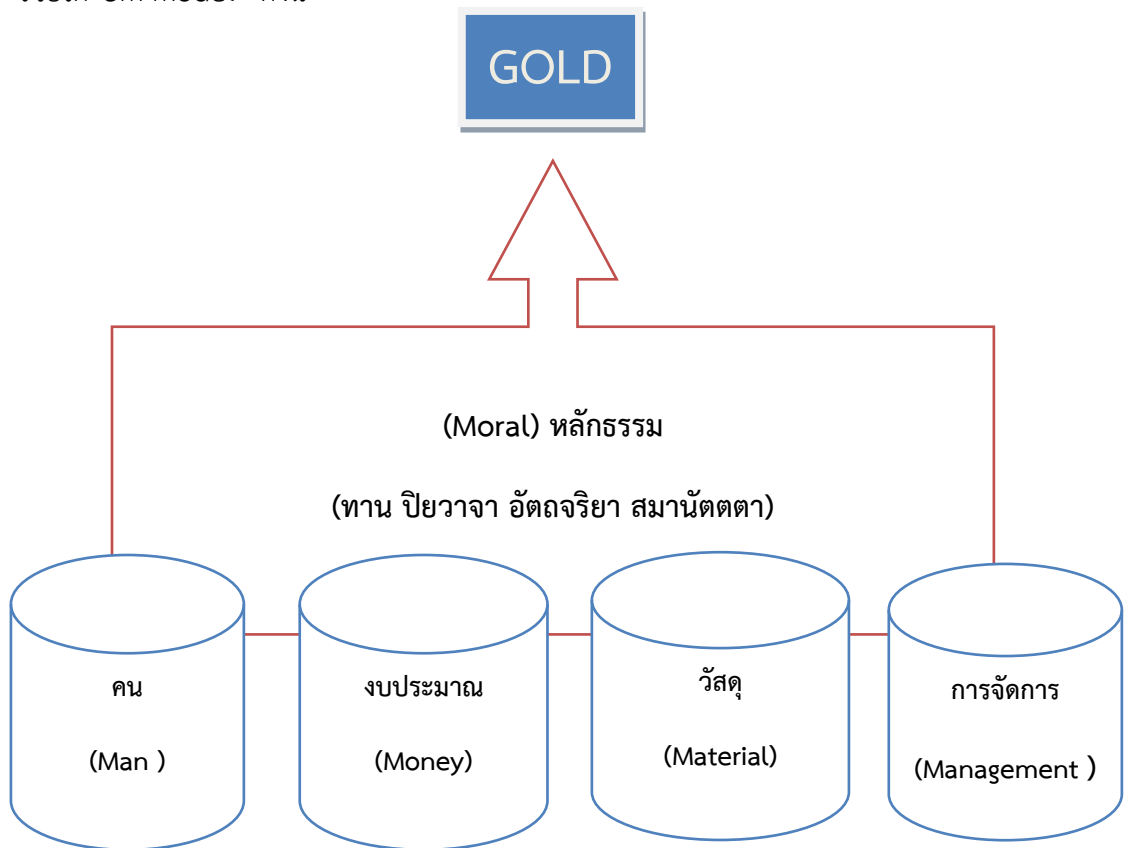 GOLD
(Moral) หลักธรรม
(ทาน ปิยวาจา อัตถจริยา สมานัตตตา)
คน
(Man )
งบประมาณ
(Money)
วัสดุ
(Material)
การจัดการ
(Management )